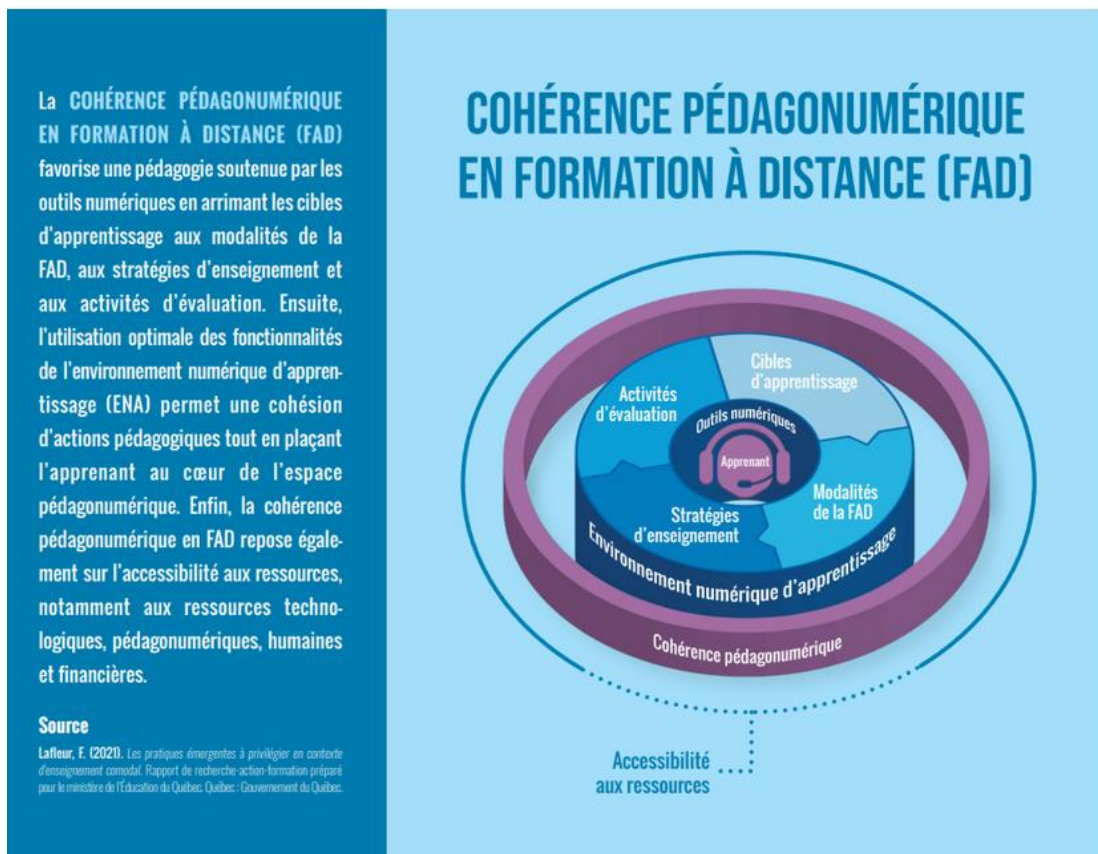 La COHÉRENCE PÉDAGONUMÉRIQUE
EN FORMATION À DISTANCE (FAD)
favorise une pédagogie soutenue par les
outils numériques en arrimant les cibles
d'apprentissage aux modalités de la
FAD, aux stratégies d'enseignement et
aux activités d'évaluation. Ensuite,
l'utilisation optimale des fonctionnalités
de l'environnement numérique d'appren-
tissage (ENA) permet une cohésion
d'actions pédagogiques tout en plaçant
l'apprenant au cœur de l'espace
pédagonumérique. Enfin, la cohérence
pédagonumérique en FAD repose égale-
ment sur l'accessibilité aux ressources,
notamment aux ressources techno-
logiques, pédagonumériques, humaines
et financières.
Source
Lafleur, F. (2021). Les pratiques émergentes à privilégier en contexte
d'enseignement comodal. Rapport de recherche-action-formation préparé
pour le ministère de l'Éducation du Québec. Québec : Gouvernement du Québec.
COHÉRENCE PÉDAGONUMÉRIQUE
EN FORMATION À DISTANCE (FAD)
Cibles
d'apprentissage
Activités
d'évaluation
Outils numériques
Apprenant
Modalités
de la FAD
Stratégies
d'enseignement
Environnement numérique d'apprentissage
Cohérence pédagonumérique
Accessibilité
aux ressources